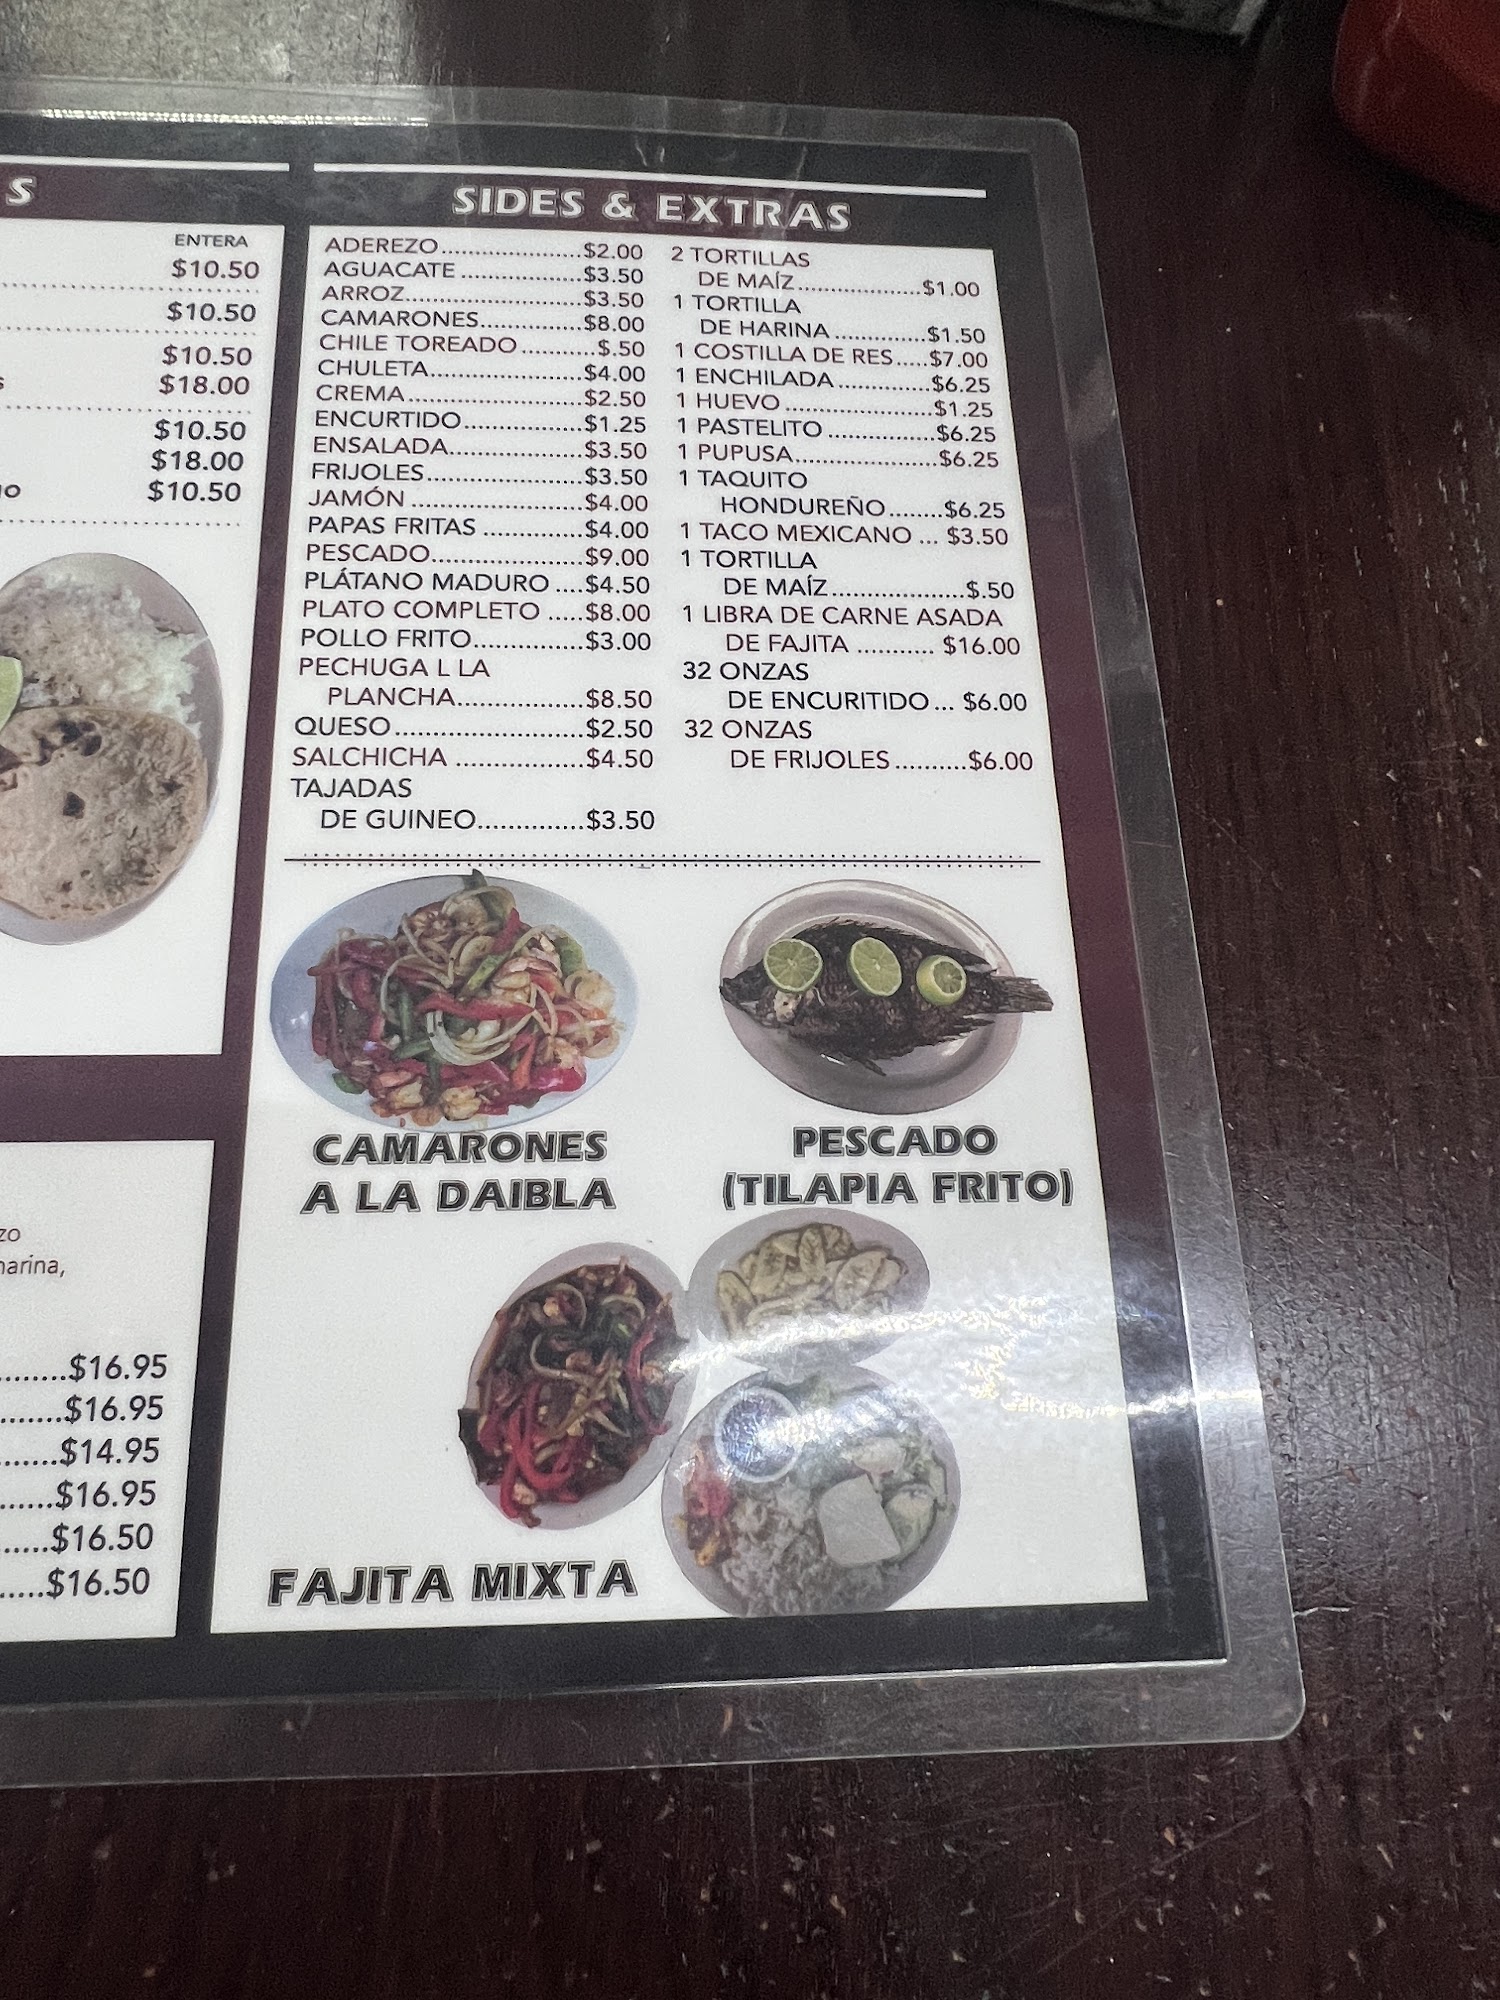 S
ENTERA
$10.50
$10.50
$10.50
$18.00
$10.50
$18.00
$10.50
harina,
$16.95
$16.95
$14.95
$16.95
$16.50
$16.50
SIDES & EXTRAS
ADEREZO......................$2.00
AGUACATE ...................$3.50
ARROZ............................$3.50
CAMARONES................$8.00
CHILE TOREADO............$.50
CHULETA........................$4.00
CREMA...........................$2.50
ENCURTIDO..................$1.25
ENSALADA.....................$3.50
FRIJOLES........................$3.50
JAMÓN ..........................$4.00
PAPAS FRITAS ...............$4.00
PESCADO.......................$9.00
PLÁTANO MADURO ....$4.50
PLATO COMPLETO .....$8.00
POLLO FRITO................$3.00
PECHUGA L LA
PLANCHA...................$8.50
QUESO...........................$2.50
SALCHICHA ..................$4.50
TAJADAS
DE GUINEO...............$3.50
2 TORTILLAS
DE MAÍZ...................$1.00
1 TORTILLA
DE HARINA ..............$1.50
1 COSTILLA DE RES.....$7.00
1 ENCHILADA..............$6.25
1 HUEVO ......................$1.25
1 PASTELITO ................$6.25
1 PUPUSA.....................$6.25
1 TAQUITO
HONDUREÑO........$6.25
1 TACO MEXICANO ... $3.50
1 TORTILLA
DE MAÍZ....................$.50
1 LIBRA DE CARNE ASADA
DE FAJITA ........... $16.00
32 ONZAS
DE ENCURITIDO... $6.00
32 ONZAS
DE FRIJOLES..........$6.00
CAMARONES
A LA DAIBLA
PESCADO
(TILAPIA FRITO)
FAJITA MIXTA